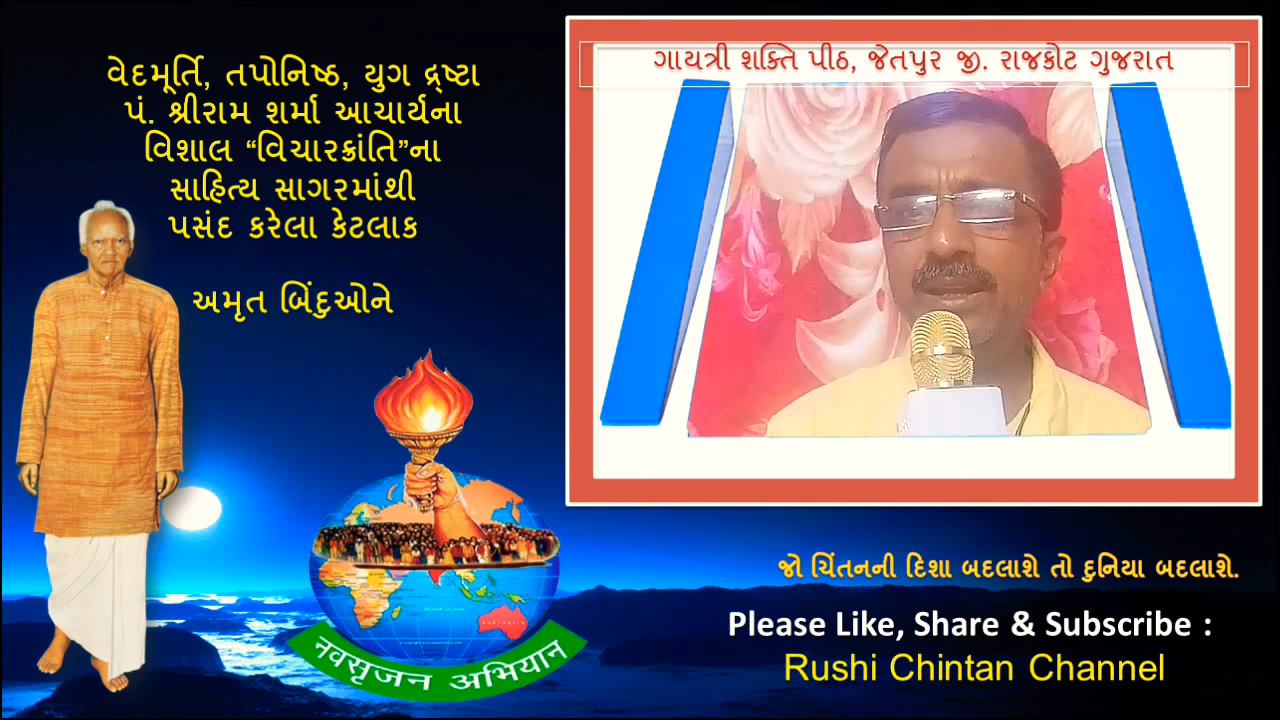 વેદમૂર્તિ, તપોનિષ્ઠ, યુગ દ્રષ્ટા
પં. શ્રીરામ શર્મા આચાર્યના
વિશાલ “વિચારક્રાંતિ”ના
સાહિત્ય સાગરમાંથી
પસંદ કરેલા કેટલાક
અમૃત બિંદુઓને
ગાયત્રી શક્તિ પીઠ, જેતપુર જી. રાજકોટ ગુજરાત
नवसृजन अभियान
જો ચિંતનની દિશા બદલાશે તો દુનિયા બદલાશે.
Please Like, Share & Subscribe :
Rushi Chintan Channel